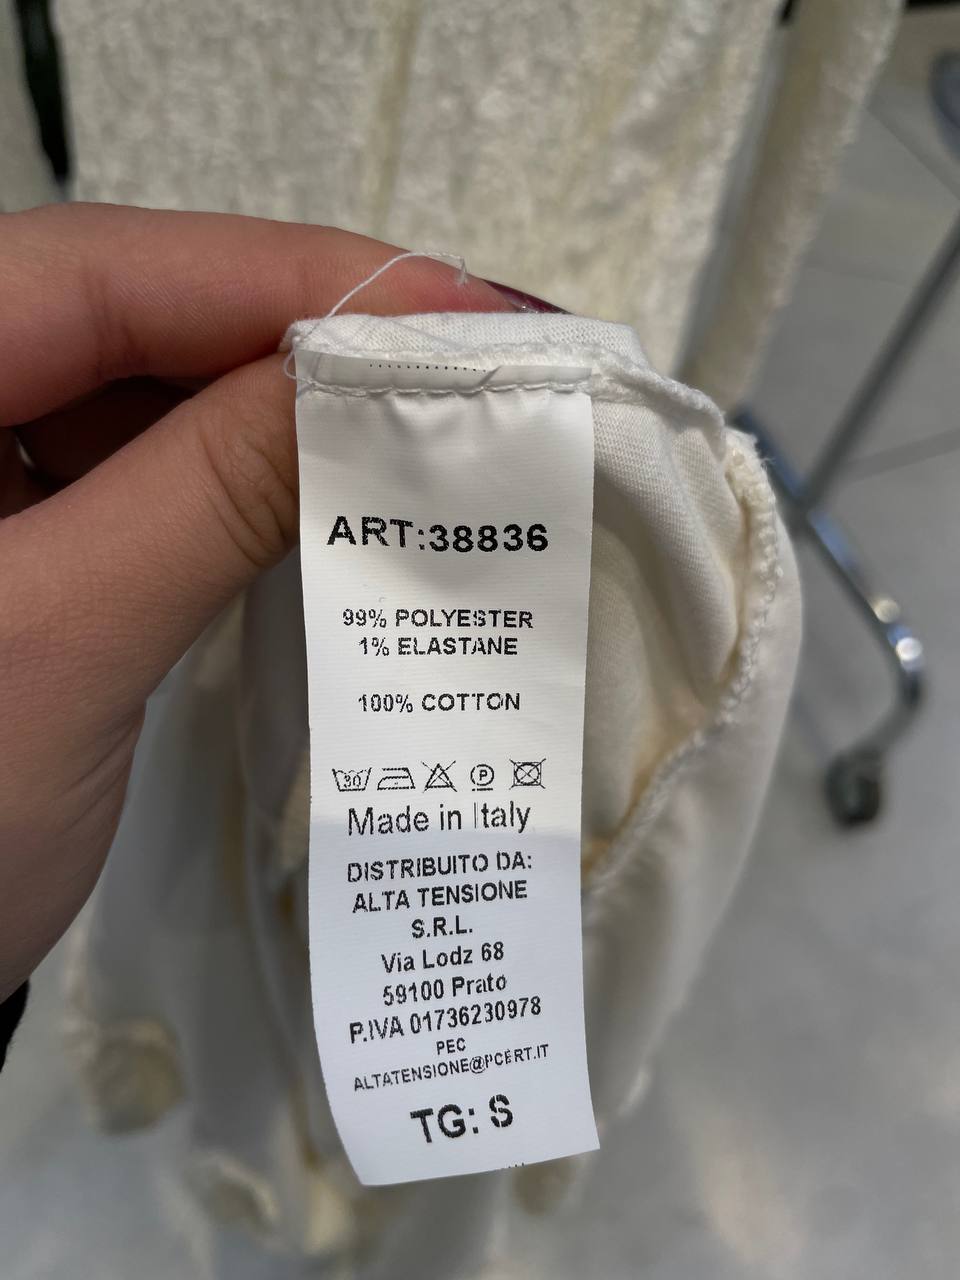 ART:38836
99% POLYESTER
1% ELASTANE
100% COTTON
30 P
Made in Italy
DISTRIBUITO DA:
ALTA TENSIONE
S.R.L.
Via Lodz 68
59100 Prato
P.IVA 01736230978
PEC
ALTATENSIONE@PCERT.IT
TG: S